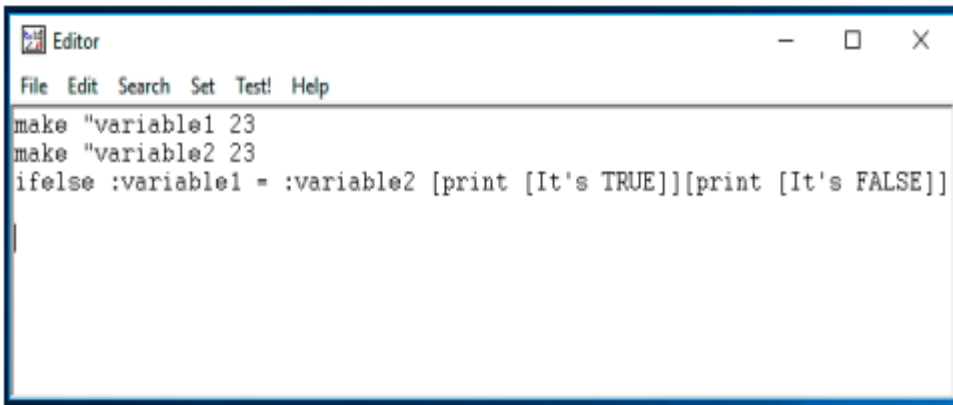 Editor
File Edit Search Set Test! Help
make "variable1 23
make "variable2 23
ifelse :variable1 = :variable2 [print [It's TRUE]][print [It's FALSE]]